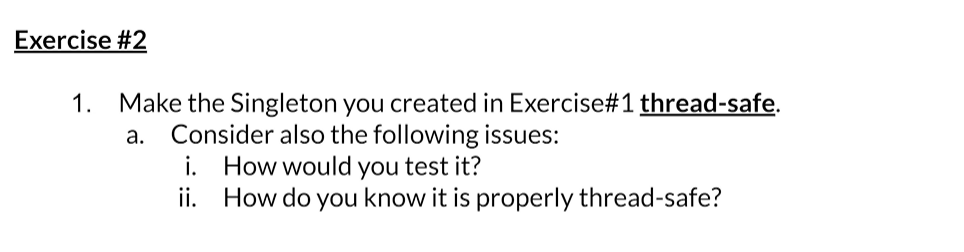 Exercise #2
1. Make the Singleton you created in Exercise#1 thread-safe.
a. Consider also the following issues:
i. How would you test it?
ii. How do you know it is properly thread-safe?